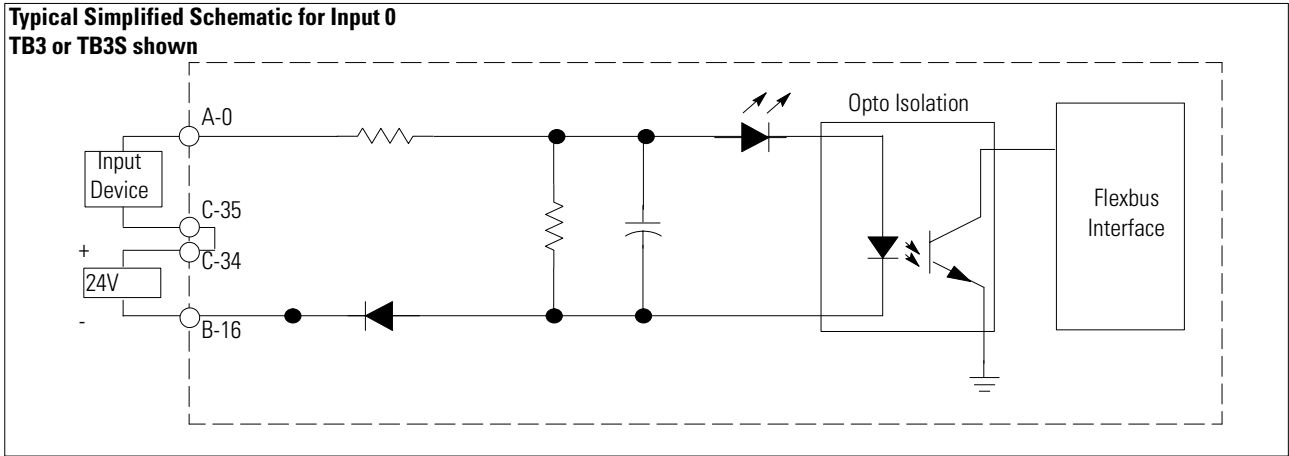 Typical Simplified Schematic for Input 0
TB3 or TB3S shown
A-0
Opto Isolation
Input
Device
C-35
Flexbus
Interface
+
C-34
24V
-
B-16